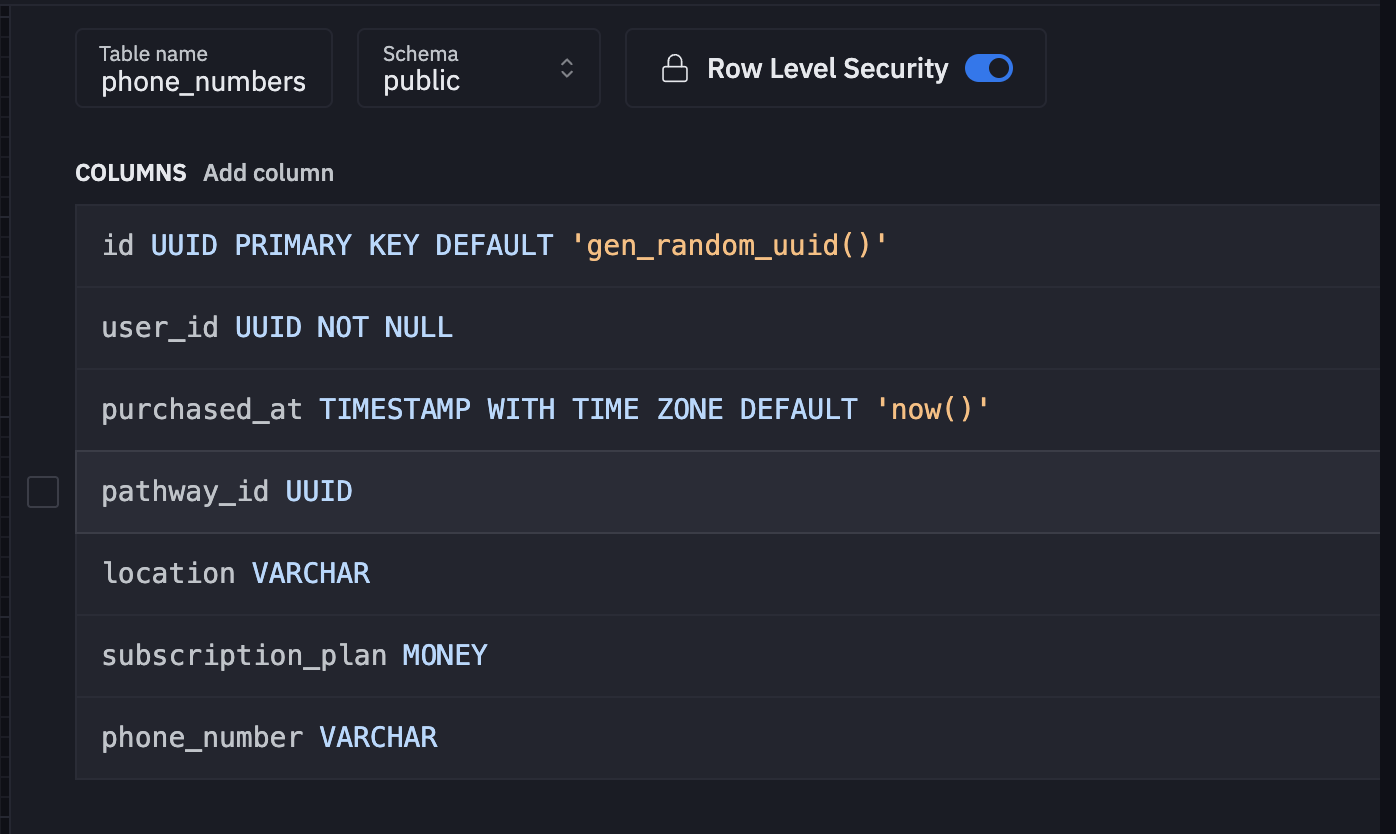 Table name
phone_numbers
Schema
public
Row Level Security
COLUMNS Add column
id UUID PRIMARY KEY DEFAULT 'gen_random_uuid()'
user_id UUID NOT NULL
purchased_at TIMESTAMP WITH TIME ZONE DEFAULT 'now()'
pathway_id UUID
location VARCHAR
subscription_plan MONEY
phone_number VARCHAR